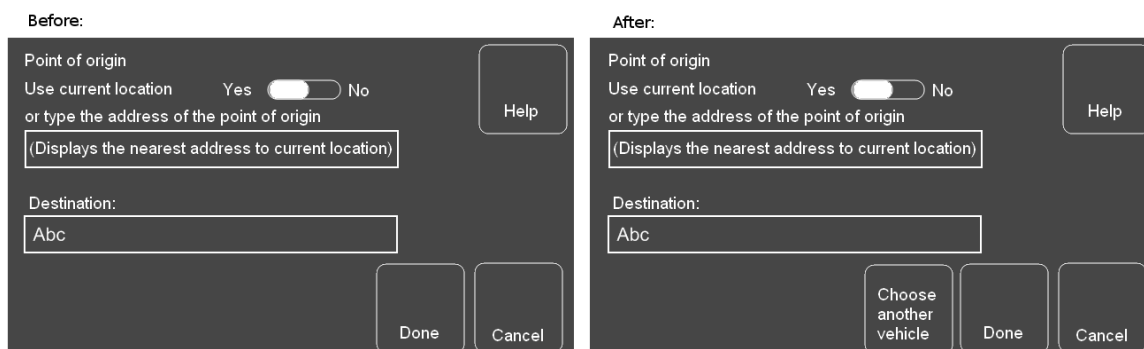 Before:
Point of origin
Use current location Yes No
or type the address of the point of origin
(Displays the nearest address to current location)
Destination:
Abc
Help
Done
Cancel
After:
Point of origin
Use current location Yes No
or type the address of the point of origin
(Displays the nearest address to current location)
Destination:
Abc
Help
Choose
another
vehicle
Done
Cancel